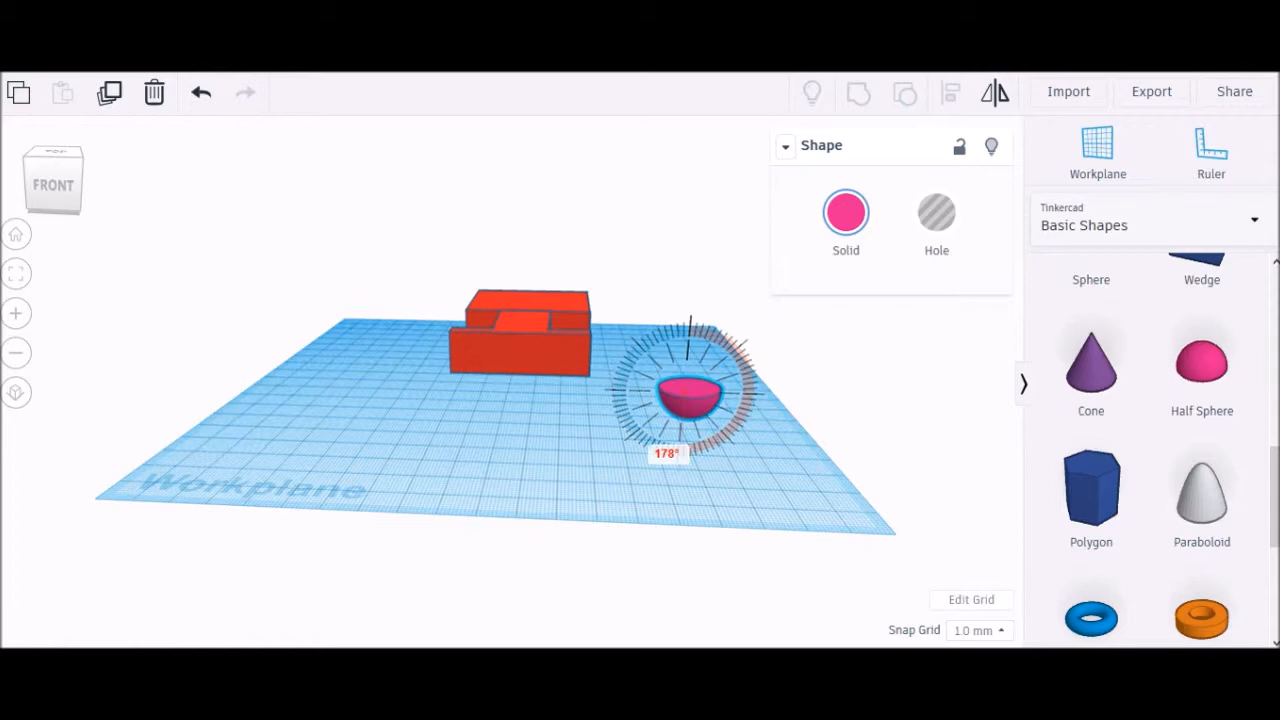 Import
Export
Share
TOP
FRONT
Shape
Solid
Hole
Workplane
Ruler
Tinkercad
Basic Shapes
Sphere
Wedge
Cone
Half Sphere
Polygon
Paraboloid
178°
Workplane
Edit Grid
Snap Grid
1.0 mm